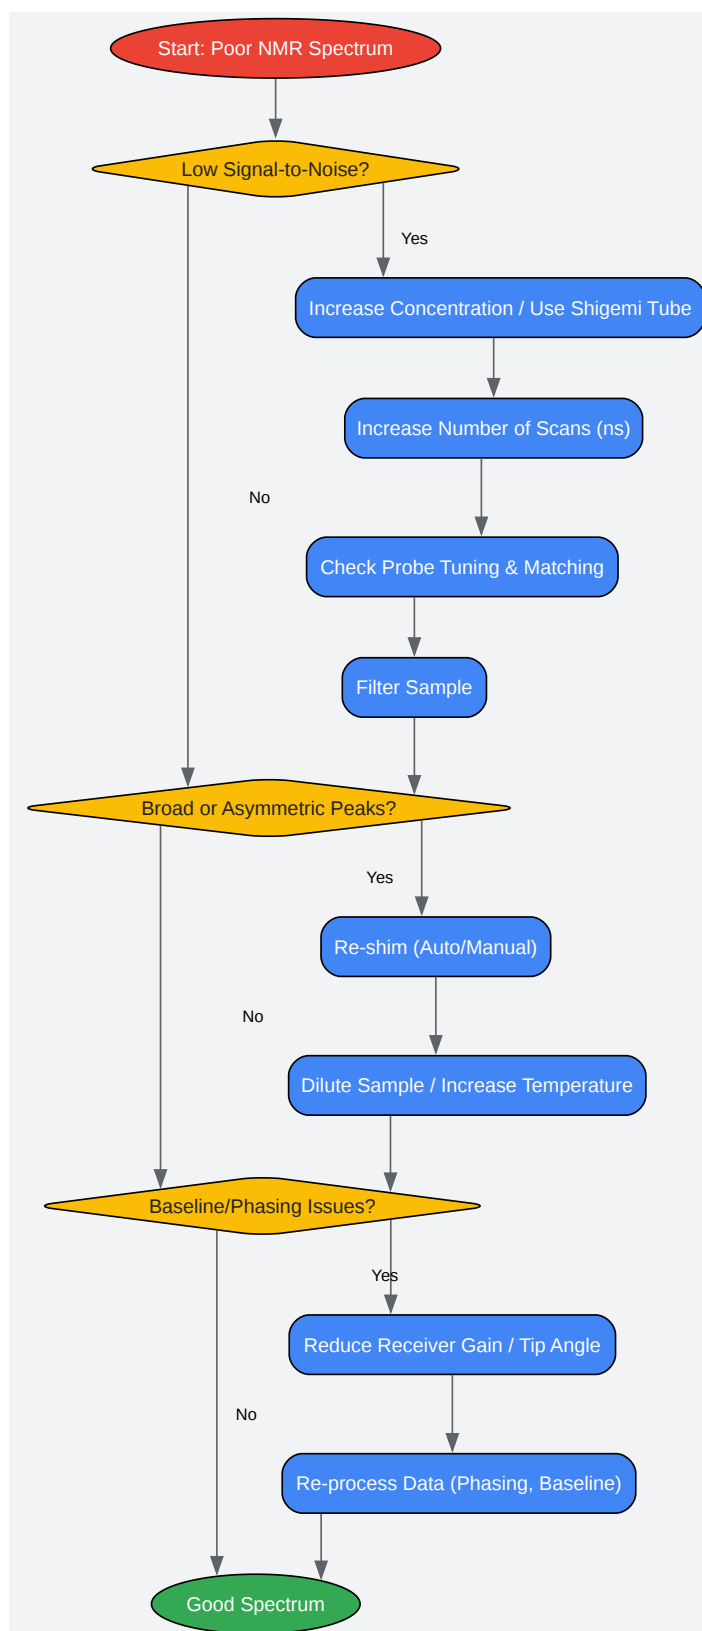 Start: Poor NMR Spectrum
Low Signal-to-Noise?
Yes
Increase Concentration / Use Shigemi Tube
Increase Number of Scans (ns)
No
Check Probe Tuning & Matching
Filter Sample
Broad or Asymmetric Peaks?
Yes
Re-shim (Auto/Manual)
No
Dilute Sample / Increase Temperature
Baseline/Phasing Issues?
Yes
Reduce Receiver Gain / Tip Angle
No
Re-process Data (Phasing, Baseline)
Good Spectrum